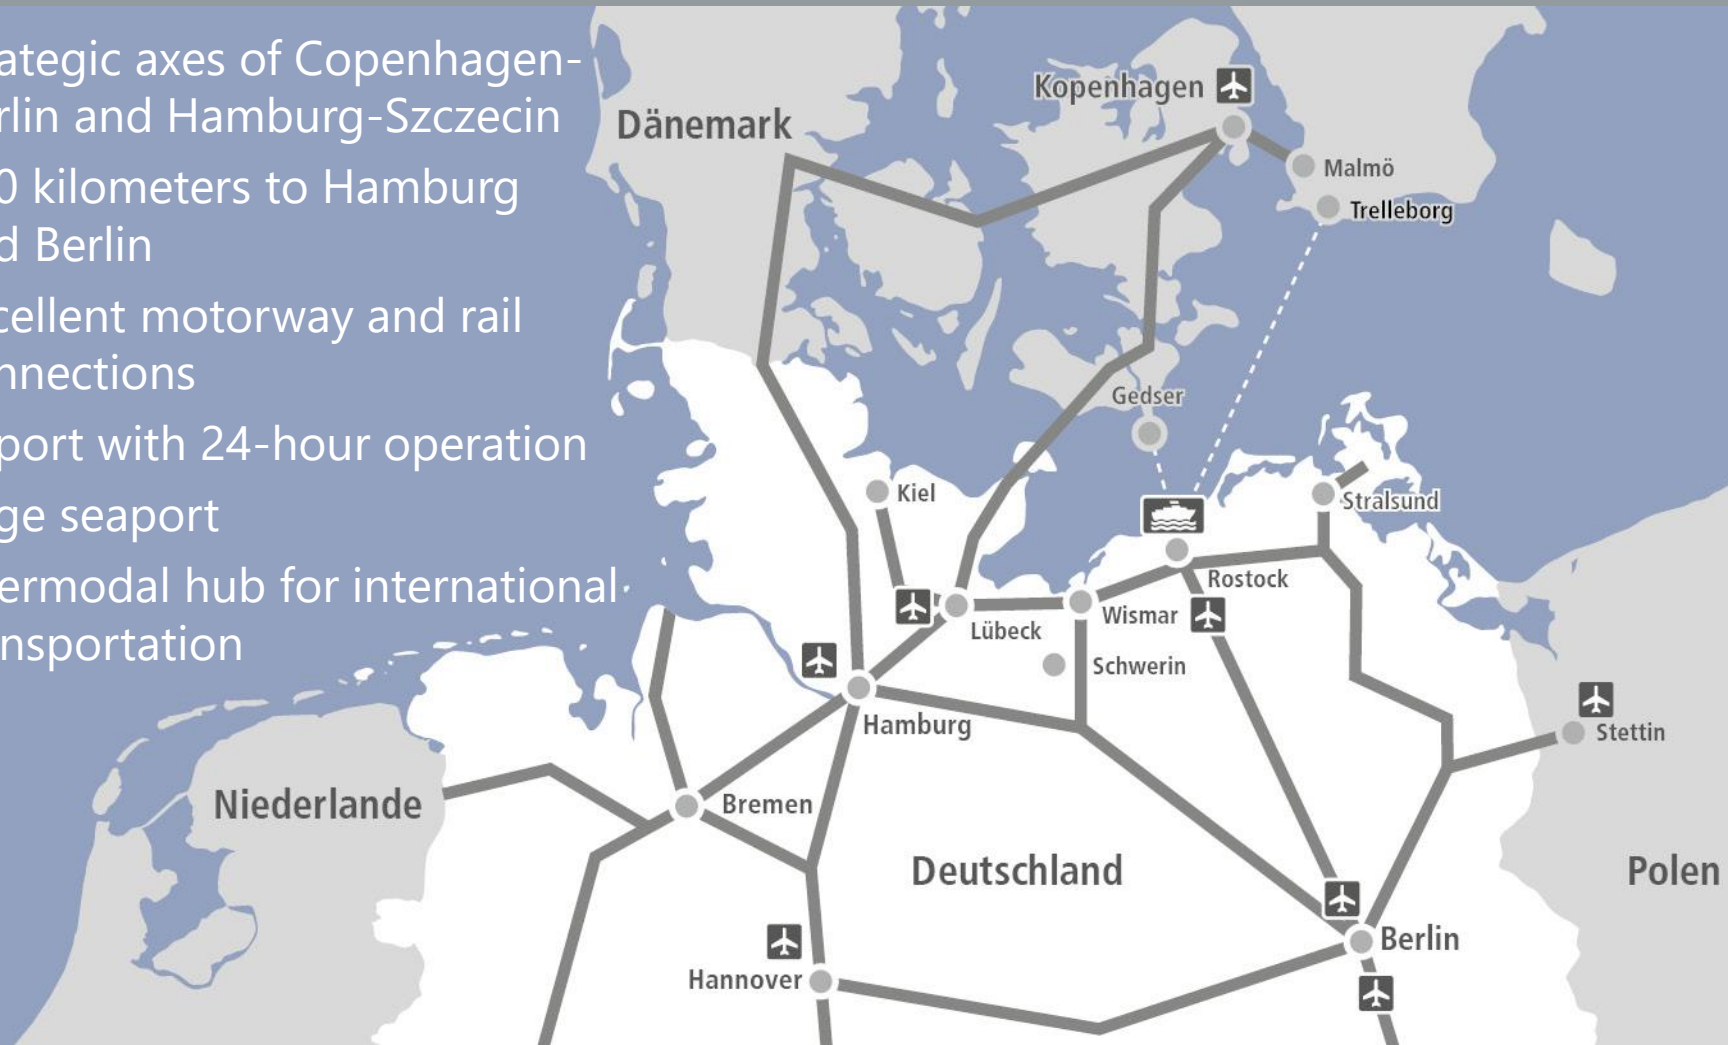 ategic axes of Copenhagen-
rlin and Hamburg-Szczecin
0 kilometers to Hamburg
d Berlin
cellent motorway and rail
nnections
port with 24-hour operation
ge seaport
ermodal hub for international
nsportation
Kopenhagen
Dänemark
Malmö
Trelleborg
Gedser
Kiel
Stralsund
Rostock
Wismar
Lübeck
Schwerin
Hamburg
Stettin
Niederlande
Bremen
Deutschland
Polen
Berlin
Hannover